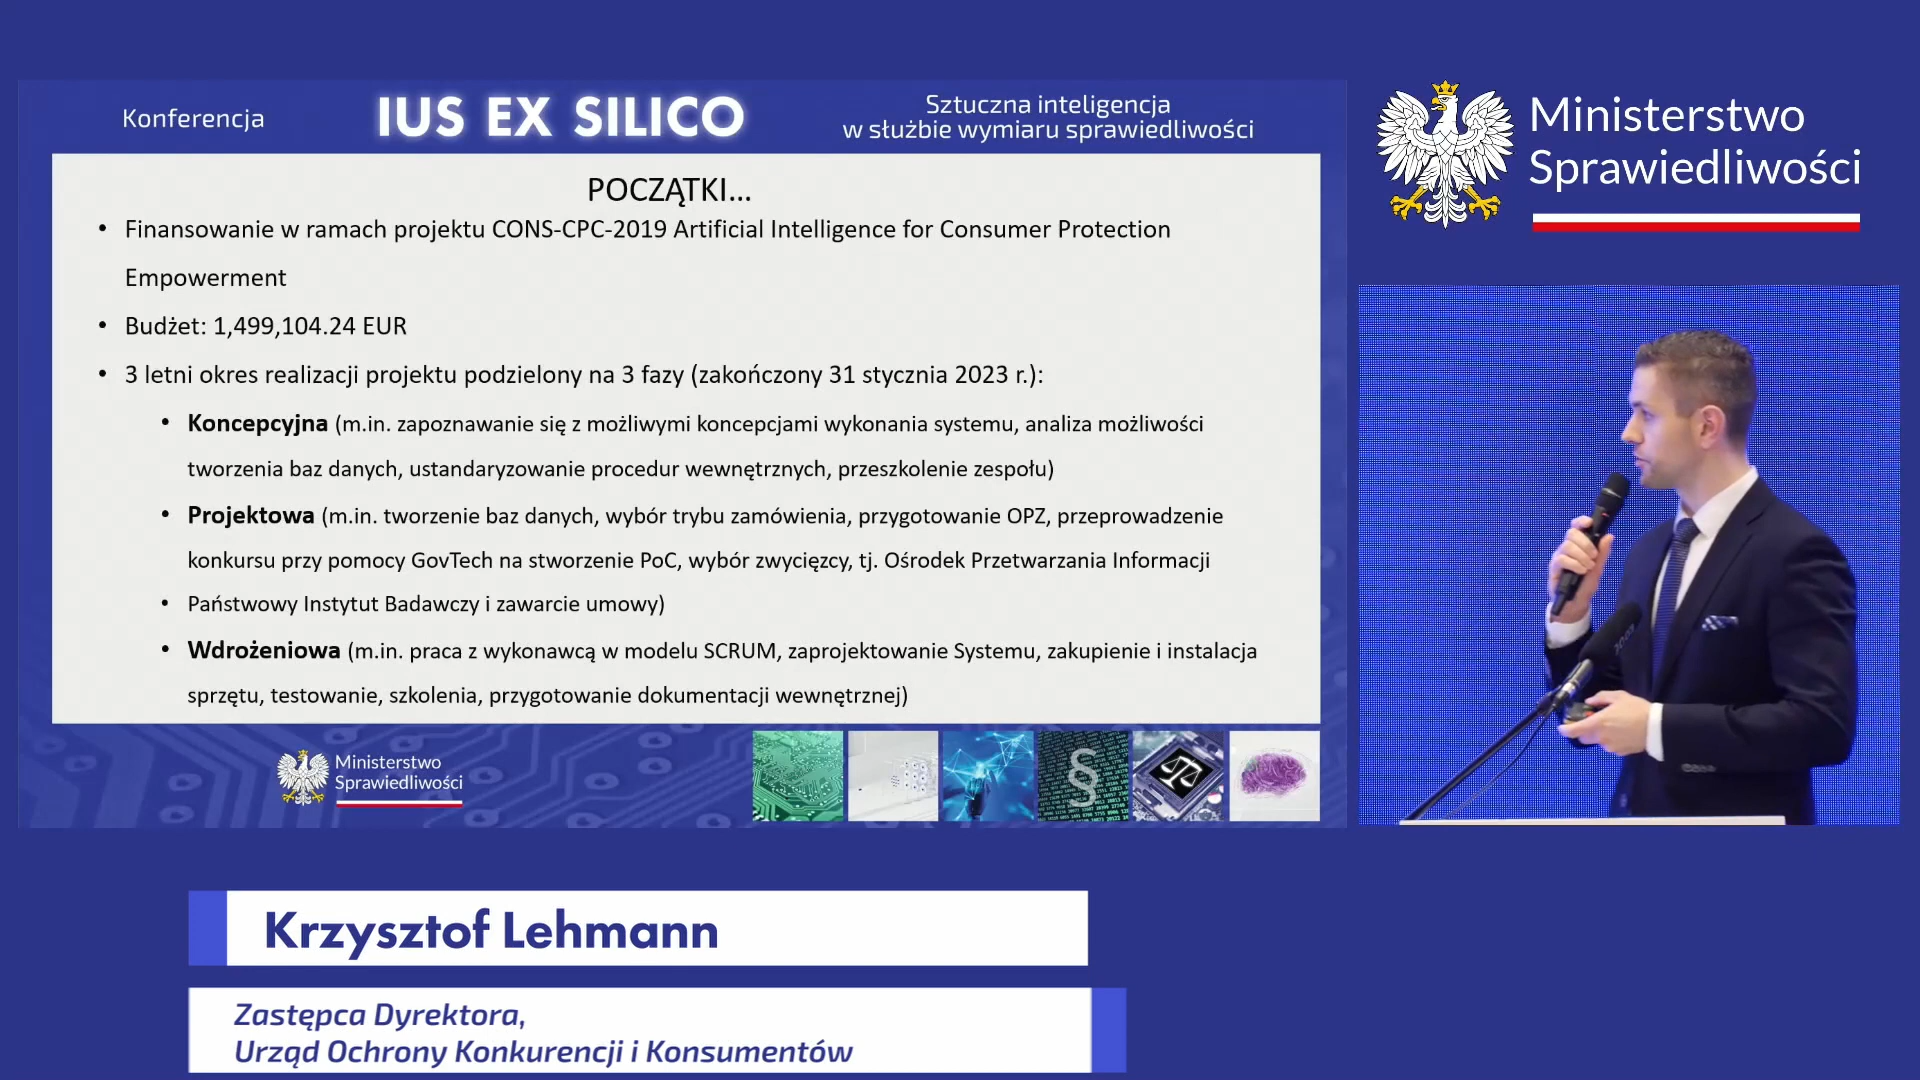 Konferencja
IUS EX SILICO
Sztuczna inteligencja
w służbie wymiaru sprawiedliwości
POCZĄTKI...
• Finansowanie w ramach projektu CONS-CPC-2019 Artificial Intelligence for Consumer Protection
Empowerment
• Budżet: 1,499,104.24 EUR
• 3 letni okres realizacji projektu podzielony na 3 fazy (zakończony 31 stycznia 2023 r.):
• Koncepcyjna (m.in. zapoznawanie się z możliwymi koncepcjami wykonania systemu, analiza możliwości
tworzenia baz danych, ustandaryzowanie procedur wewnętrznych, przeszkolenie zespołu)
• Projektowa (m.in. tworzenie baz danych, wybór trybu zamówienia, przygotowanie OPZ, przeprowadzenie
konkursu przy pomocy GovTech na stworzenie PoC, wybór zwycięzcy, tj. Ośrodek Przetwarzania Informacji
• Państwowy Instytut Badawczy i zawarcie umowy)
• Wdrożeniowa (m.in. praca z wykonawcą w modelu SCRUM, zaprojektowanie Systemu, zakupienie i instalacja
sprzętu, testowanie, szkolenia, przygotowanie dokumentacji wewnętrznej)
Ministerstwo
Sprawiedliwości
§
Ministerstwo
Sprawiedliwości
Krzysztof Lehmann
Zastępca Dyrektora,
Urząd Ochrony Konkurencji i Konsumentów